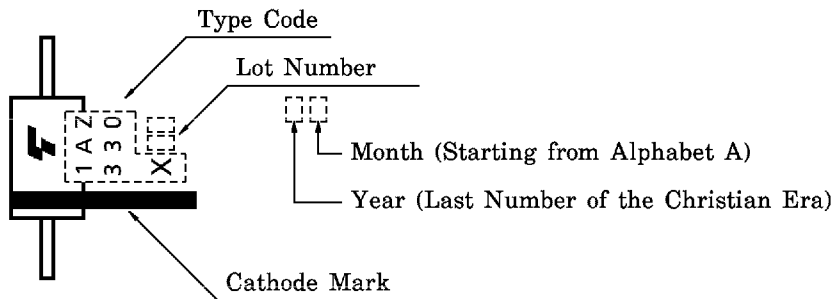 Type Code
Lot Number
1AZ
330
X
Month (Starting from Alphabet A)
Year (Last Number of the Christian Era)
Cathode Mark